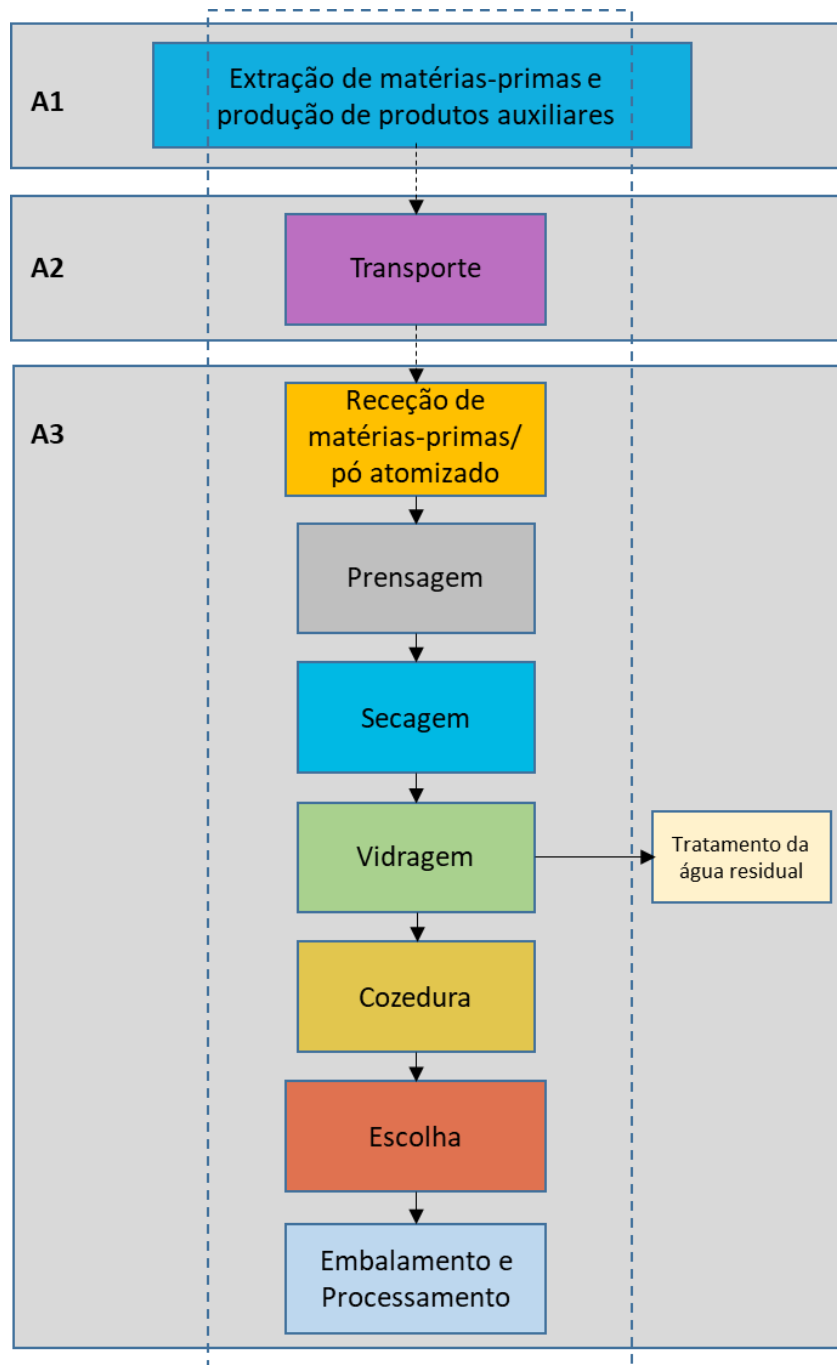 A1
Extração de matérias-primas e
produção de produtos auxiliares
A2
Transporte
A3
Receção de
matérias-primas/
pó atomizado
Prensagem
Secagem
Vidragem
Tratamento da
água residual
Cozedura
Escolha
Embalamento e
Processamento